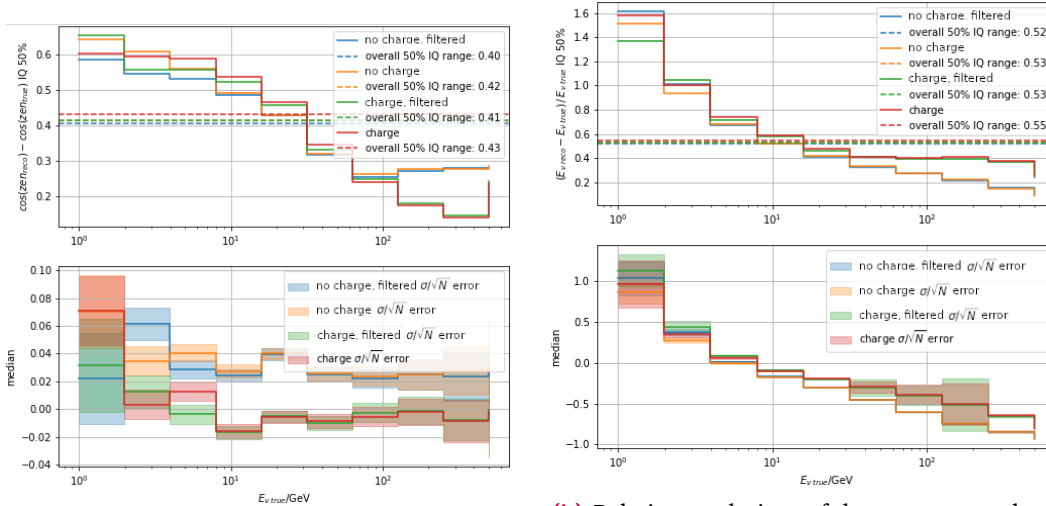 cos(zen_reco) − cos(zen_true) IQ 50%
0.6
0.5
0.4
0.3
0.2
no charge, filtered
overall 50% IQ range: 0.40
no charge
overall 50% IQ range: 0.42
charge, filtered
overall 50% IQ range: 0.41
charge
overall 50% IQ range: 0.43
10^0 10^1 10^2
median
0.10
0.08
0.06
0.04
0.02
0.00
−0.02
−0.04
no charge, filtered σ/√N error
no charge σ/√N error
charge, filtered σ/√N error
charge σ/√N error
10^0 10^1 10^2
E_ν true/GeV
(E_ν reco − E_ν true)/E_ν true IQ 50%
1.6
1.4
1.2
1.0
0.8
0.6
0.4
0.2
no charge, filtered
overall 50% IQ range: 0.52
no charge
overall 50% IQ range: 0.53
charge, filtered
overall 50% IQ range: 0.53
charge
overall 50% IQ range: 0.55
10^0 10^1 10^2
median
1.0
0.5
0.0
−0.5
−1.0
no charge, filtered σ/√N error
no charge σ/√N error
charge, filtered σ/√N error
charge σ/√N error
10^0 10^1 10^2
E_ν true/GeV